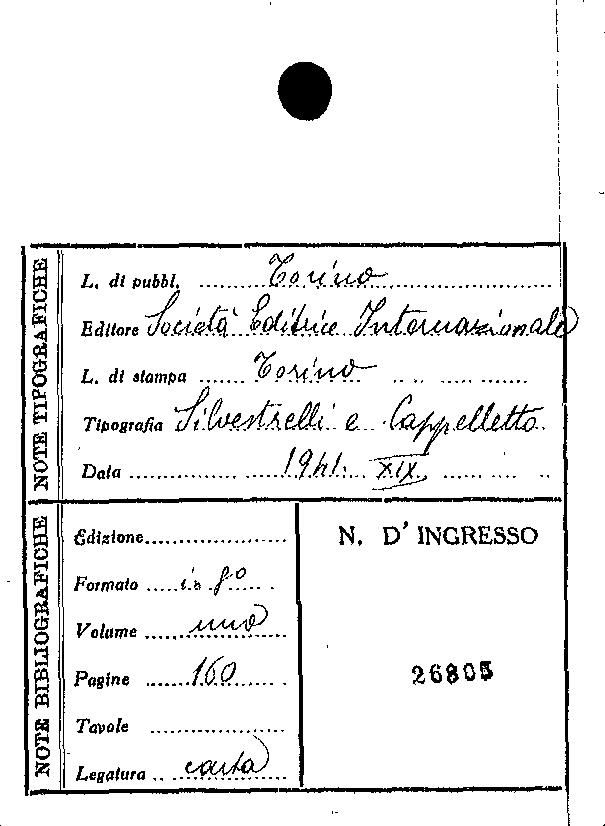 NOTE TIPOGRAFICHE
L. di pubbl. Torino
Editore Società Editrice Internazionale
L. di stampa Torino
Tipografia Silvestrelli e Cappelletto
Data 1941. XIX
NOTE BIBLIOGRAFICHE
Edizione
Formato in 8°
Volume uno
Pagine 160
Tavole
Legatura carta
N. D' INGRESSO
26805